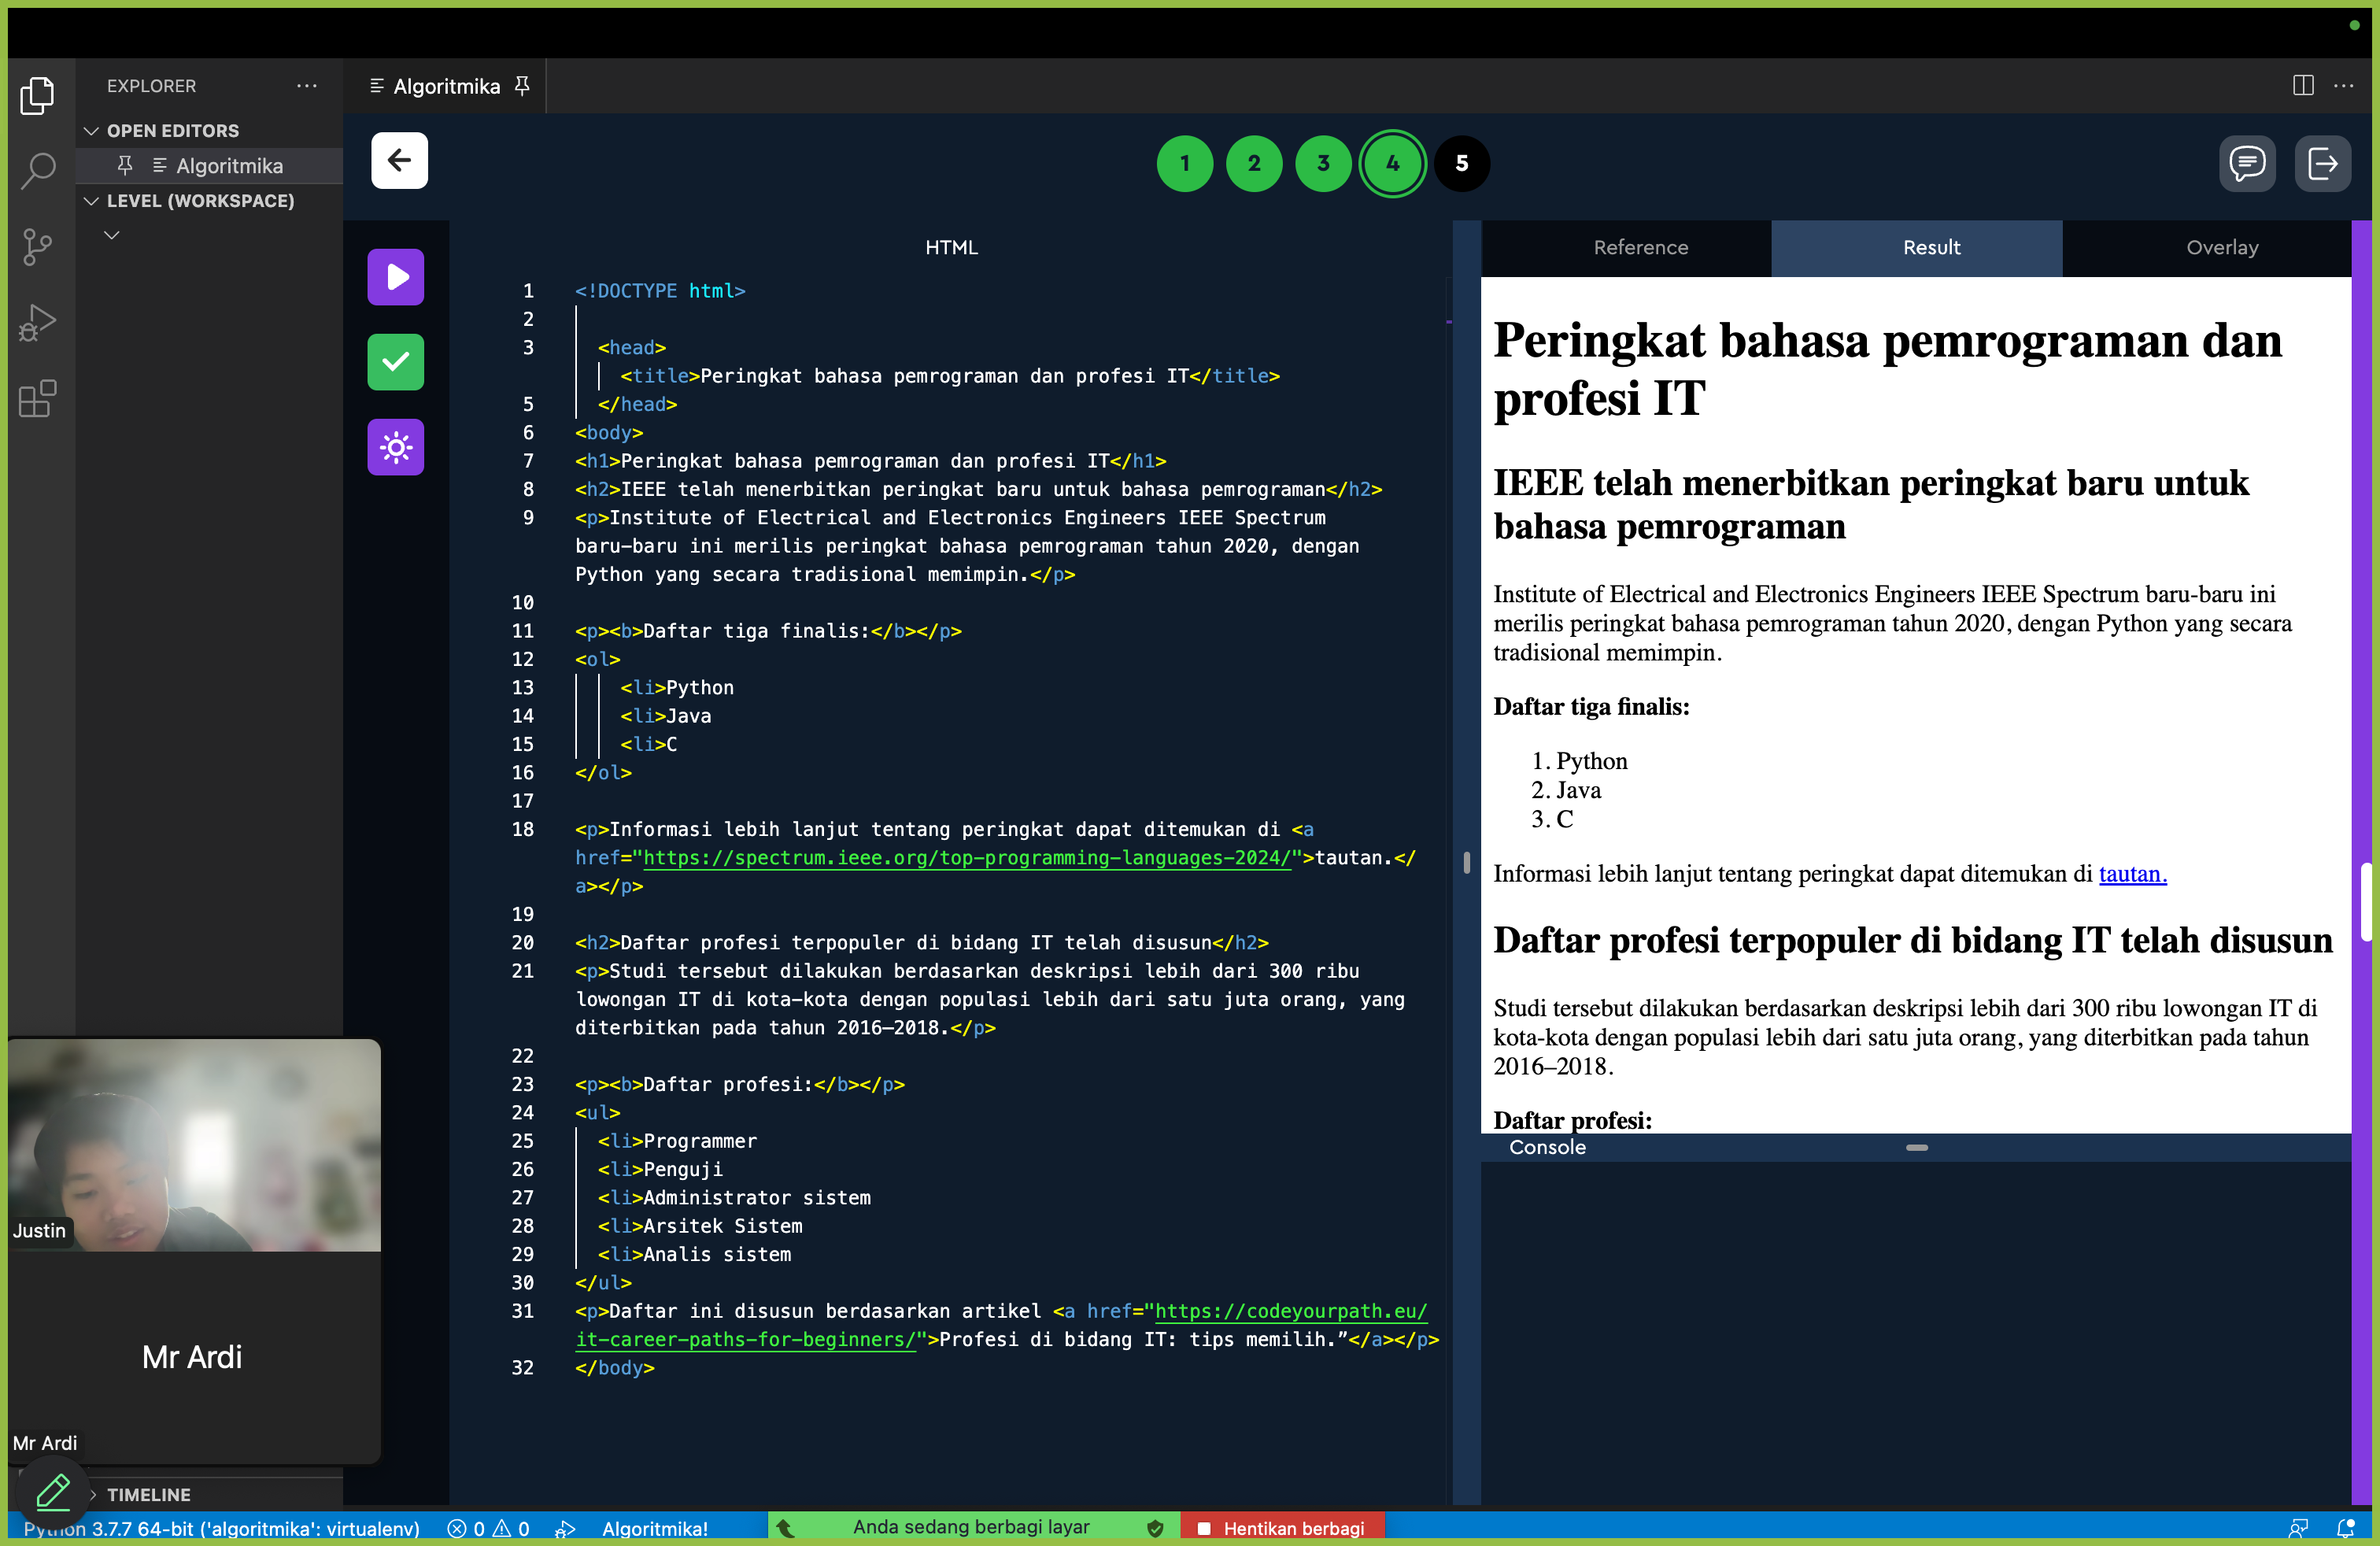 EXPLORER
Algoritmika
OPEN EDITORS
Algoritmika
LEVEL (WORKSPACE)
1 2 3 4 5
HTML
Reference Result Overlay
1 <!DOCTYPE html>
2
3 <head>
<title>Peringkat bahasa pemrograman dan profesi IT</title>
5 </head>
6 <body>
7 <h1>Peringkat bahasa pemrograman dan profesi IT</h1>
8 <h2>IEEE telah menerbitkan peringkat baru untuk bahasa pemrograman</h2>
9 <p>Institute of Electrical and Electronics Engineers IEEE Spectrum
baru-baru ini merilis peringkat bahasa pemrograman tahun 2020, dengan
Python yang secara tradisional memimpin.</p>
10
11 <p><b>Daftar tiga finalis:</b></p>
12 <ol>
13 <li>Python
14 <li>Java
15 <li>C
16 </ol>
17
18 <p>Informasi lebih lanjut tentang peringkat dapat ditemukan di <a
href="https://spectrum.ieee.org/top-programming-languages-2024/">tautan.</
a></p>
19
20 <h2>Daftar profesi terpopuler di bidang IT telah disusun</h2>
21 <p>Studi tersebut dilakukan berdasarkan deskripsi lebih dari 300 ribu
lowongan IT di kota-kota dengan populasi lebih dari satu juta orang, yang
diterbitkan pada tahun 2016–2018.</p>
22
23 <p><b>Daftar profesi:</b></p>
24 <ul>
25 <li>Programmer
26 <li>Penguji
27 <li>Administrator sistem
28 <li>Arsitek Sistem
29 <li>Analis sistem
30 </ul>
31 <p>Daftar ini disusun berdasarkan artikel <a href="https://codeyourpath.eu/
it-career-paths-for-beginners/">Profesi di bidang IT: tips memilih.”</a></p>
32 </body>
Peringkat bahasa pemrograman dan
profesi IT
IEEE telah menerbitkan peringkat baru untuk
bahasa pemrograman
Institute of Electrical and Electronics Engineers IEEE Spectrum baru-baru ini
merilis peringkat bahasa pemrograman tahun 2020, dengan Python yang secara
tradisional memimpin.
Daftar tiga finalis:
1. Python
2. Java
3. C
Informasi lebih lanjut tentang peringkat dapat ditemukan di tautan.
Daftar profesi terpopuler di bidang IT telah disusun
Studi tersebut dilakukan berdasarkan deskripsi lebih dari 300 ribu lowongan IT di
kota-kota dengan populasi lebih dari satu juta orang, yang diterbitkan pada tahun
2016–2018.
Daftar profesi:
Console
Justin
Mr Ardi
Mr Ardi
TIMELINE
Python 3.7.7 64-bit ('algoritmika': virtualenv) 0 0 Algoritmika!
Anda sedang berbagi layar
Hentikan berbagi